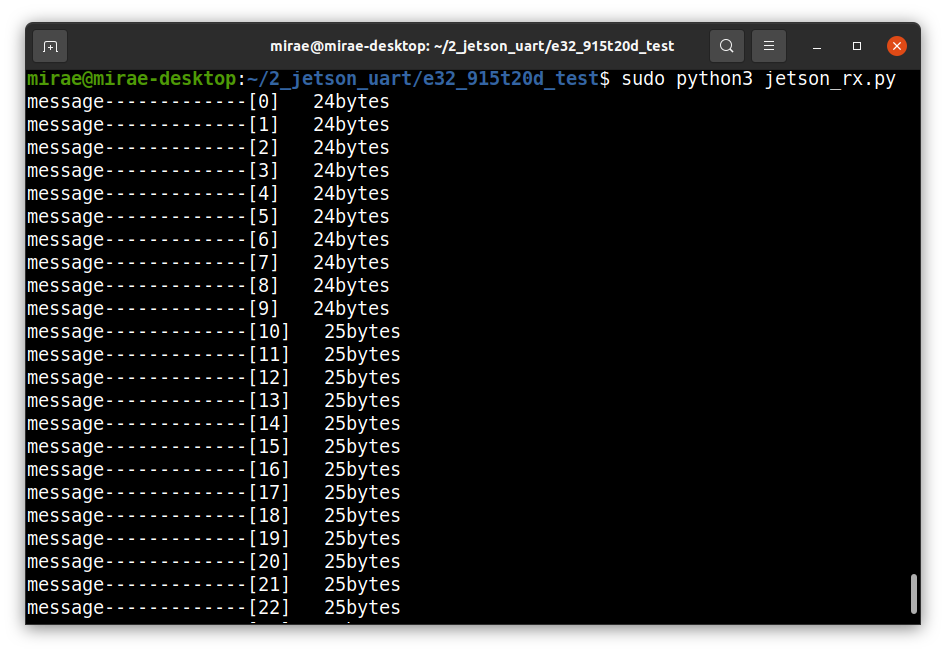 mirae@mirae-desktop: ~/2_jetson_uart/e32_915t20d_test
mirae@mirae-desktop:~/2_jetson_uart/e32_915t20d_test$ sudo python3 jetson_rx.py
message-------------[0]   24bytes
message-------------[1]   24bytes
message-------------[2]   24bytes
message-------------[3]   24bytes
message-------------[4]   24bytes
message-------------[5]   24bytes
message-------------[6]   24bytes
message-------------[7]   24bytes
message-------------[8]   24bytes
message-------------[9]   24bytes
message-------------[10]   25bytes
message-------------[11]   25bytes
message-------------[12]   25bytes
message-------------[13]   25bytes
message-------------[14]   25bytes
message-------------[15]   25bytes
message-------------[16]   25bytes
message-------------[17]   25bytes
message-------------[18]   25bytes
message-------------[19]   25bytes
message-------------[20]   25bytes
message-------------[21]   25bytes
message-------------[22]   25bytes